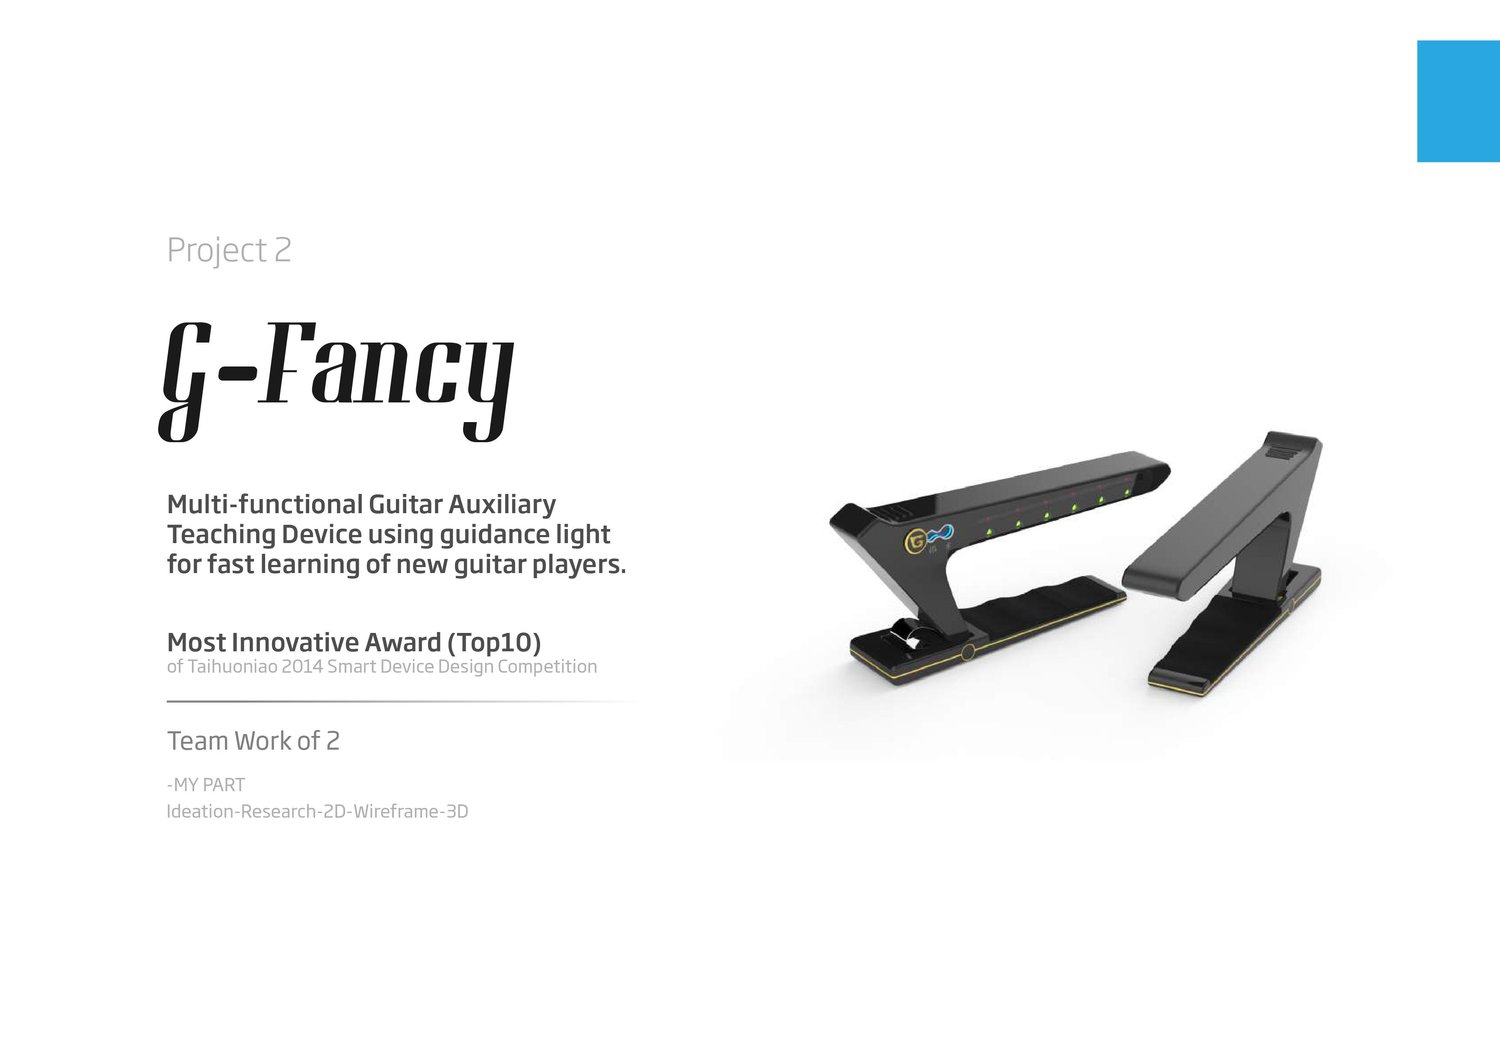 Project 2
G-Fancy
Multi-functional Guitar Auxiliary
Teaching Device using guidance light
for fast learning of new guitar players.
Most Innovative Award (Top10)
of Taihuoniao 2014 Smart Device Design Competition
Team Work of 2
-MY PART
Ideation-Research-2D-Wireframe-3D
G